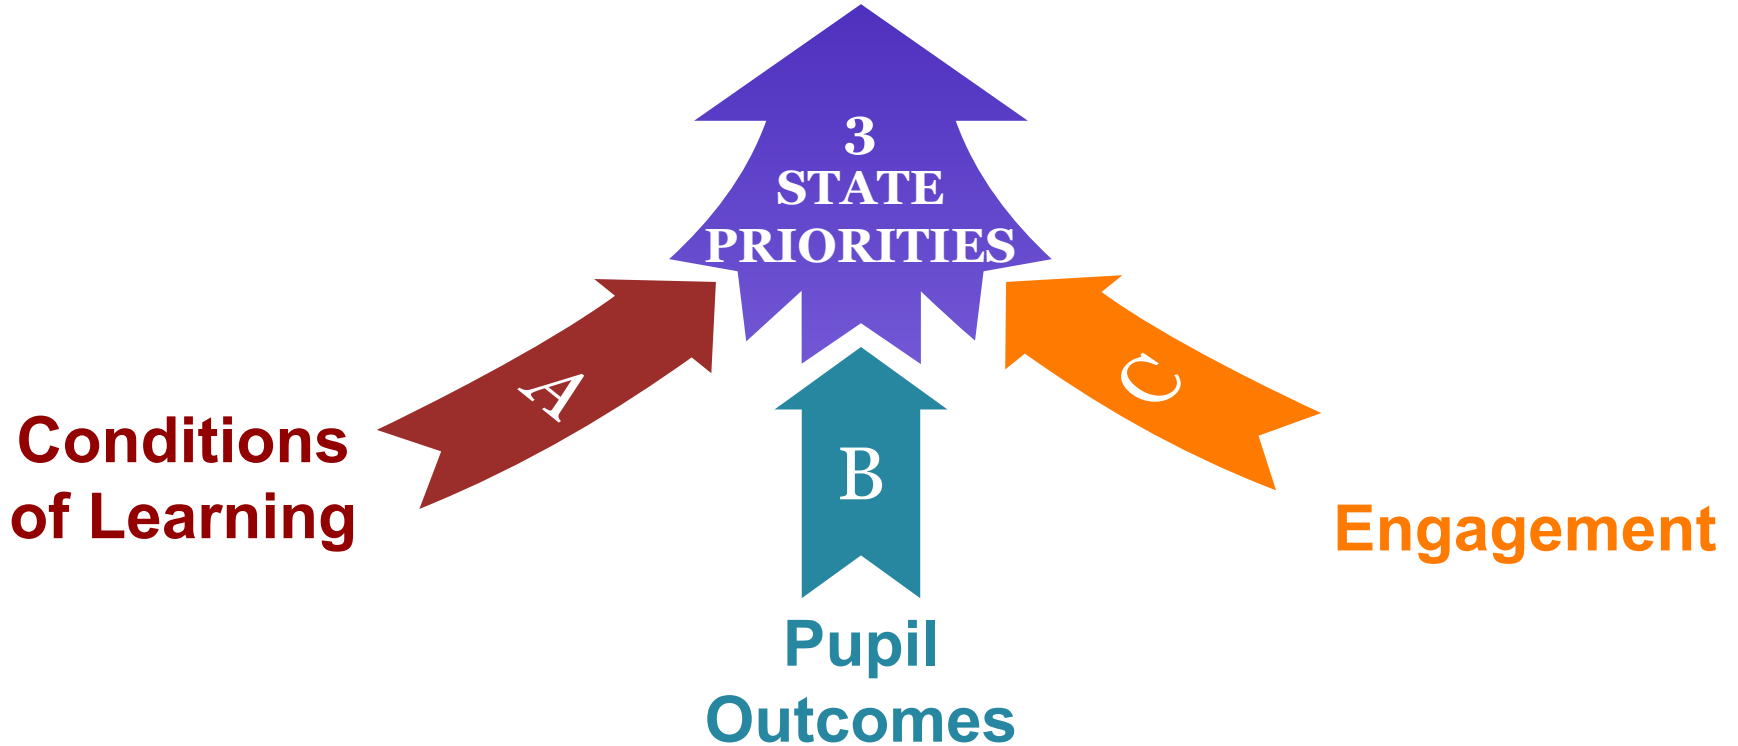 3
STATE
PRIORITIES
A
Conditions
of Learning
B
Pupil
Outcomes
C
Engagement